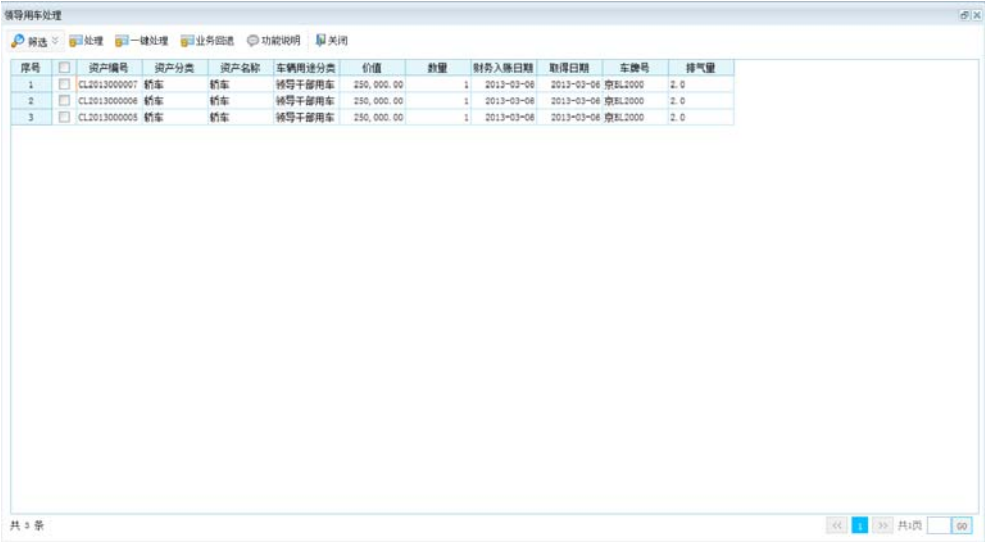 领导用车处理
筛选 处理 一键处理 业务回退 功能说明 关闭
序号 资产编号 资产分类 资产名称 车辆用途分类 价值 数量 财务入账日期 取得日期 车牌号 排气量
1 CL2013000007 轿车 轿车 领导干部用车 250,000.00 1 2013-03-06 2013-03-06 京EL2000 2.0
2 CL2013000006 轿车 轿车 领导干部用车 250,000.00 1 2013-03-06 2013-03-06 京EL2000 2.0
3 CL2013000005 轿车 轿车 领导干部用车 250,000.00 1 2013-03-06 2013-03-06 京EL2000 2.0
共 3 条 << 1 >> 共1页 GO